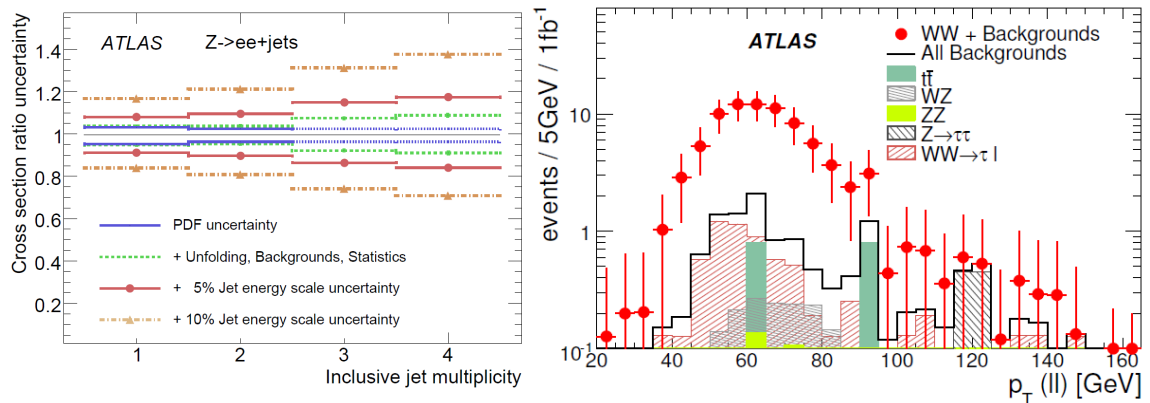 ATLAS Z->ee+jets
Cross section ratio uncertainty
1.4
1.2
1
0.8
0.6
0.4
0.2
PDF uncertainty
+ Unfolding, Backgrounds, Statistics
+ 5% Jet energy scale uncertainty
+ 10% Jet energy scale uncertainty
1 2 3 4
Inclusive jet multiplicity
ATLAS
WW + Backgrounds
All Backgrounds
tt̄
WZ
ZZ
Z→ττ
WW→τ l
events / 5GeV / 1fb⁻¹
10
1
10⁻¹
20 40 60 80 100 120 140 160
p_T (ll) [GeV]